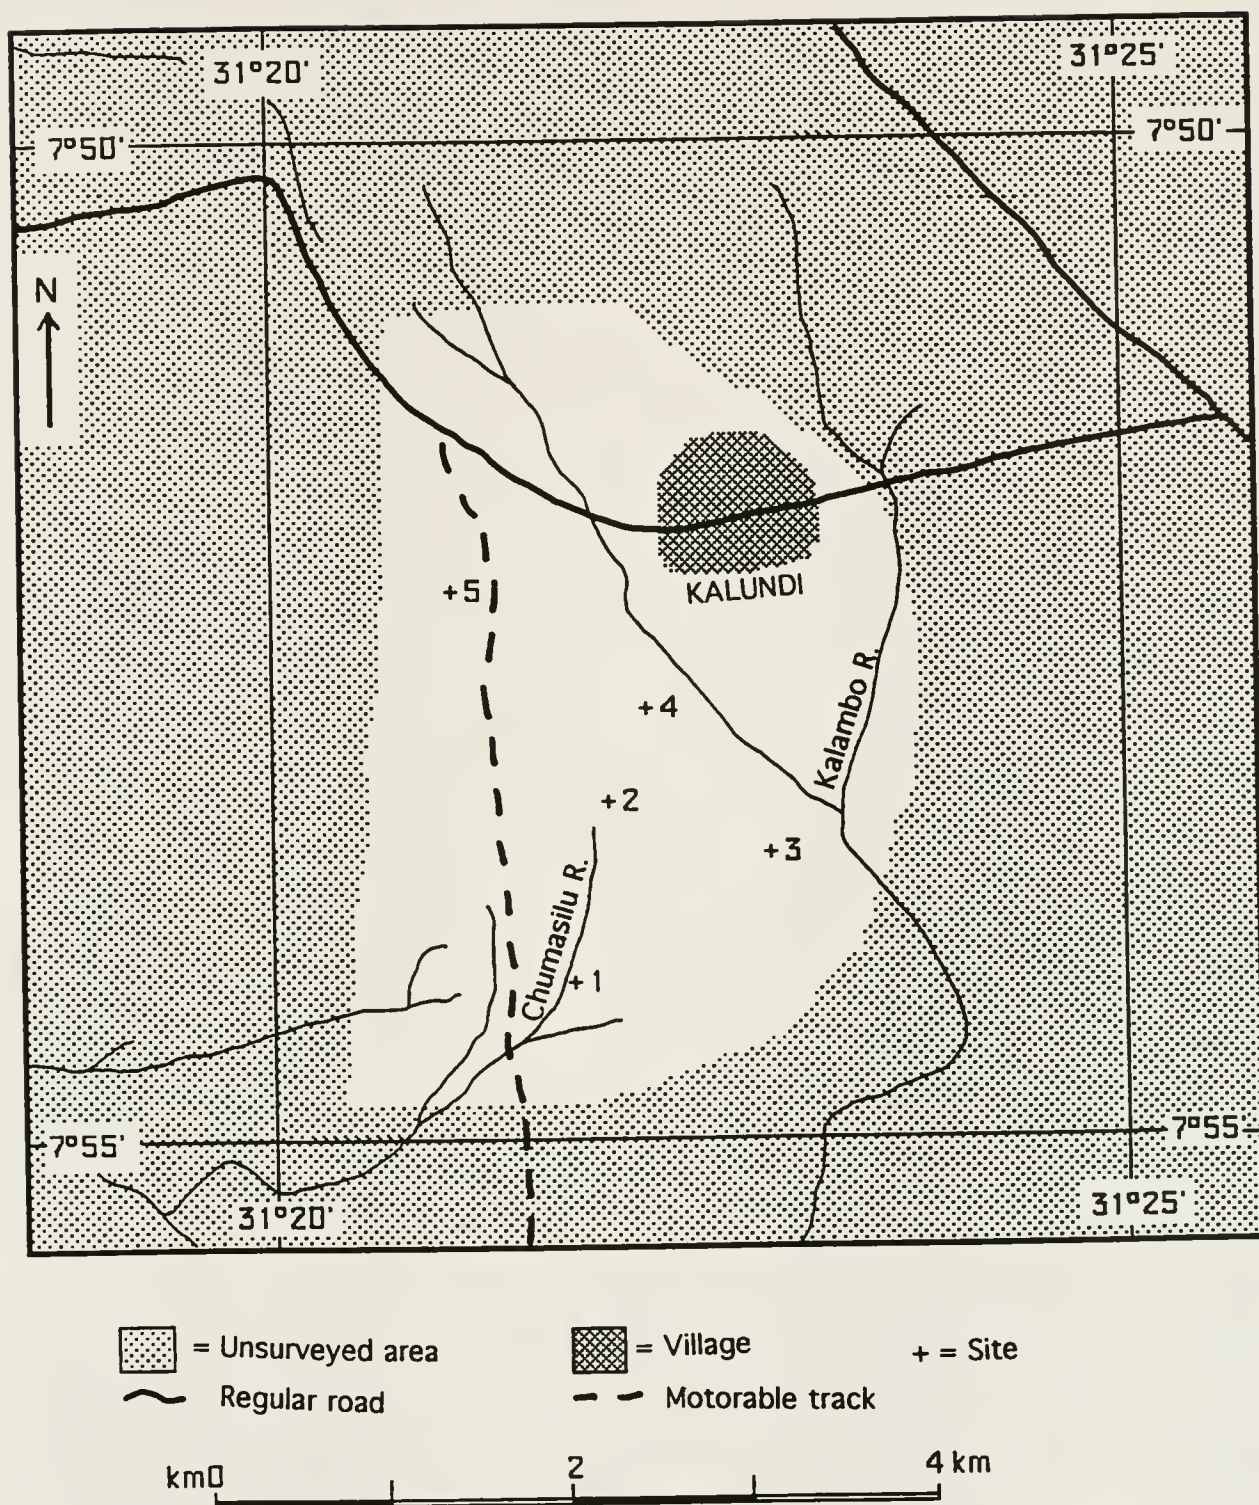 31°20'
31°25'
7°50'
7°50'
N
+5
KALUNDI
+4
Kalambo R.
+2
+3
Chumasilu R.
+1
7°55'
7°55'
31°20'
31°25'
= Unsurveyed area
= Village
+ = Site
Regular road
Motorable track
km0
2
4 km